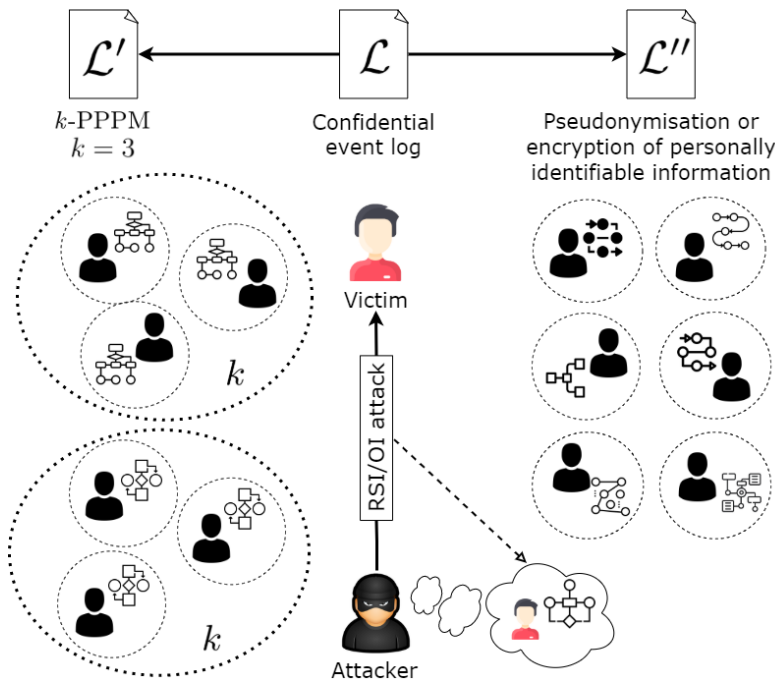 ℒ′
ℒ
ℒ″
k-PPPM
k = 3
Confidential
event log
Pseudonymisation or
encryption of personally
identifiable information
Victim
k
RSI/OI attack
k
Attacker